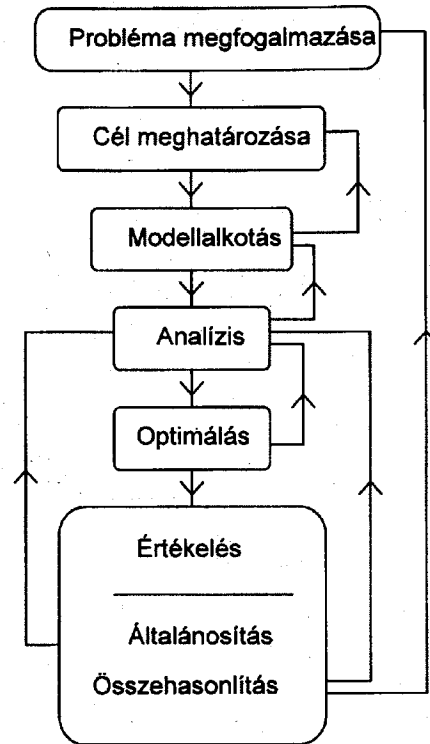 Probléma megfogalmazása
Cél meghatározása
Modellalkotás
Analízis
Optimálás
Értékelés
Általánosítás
Összehasonlítás